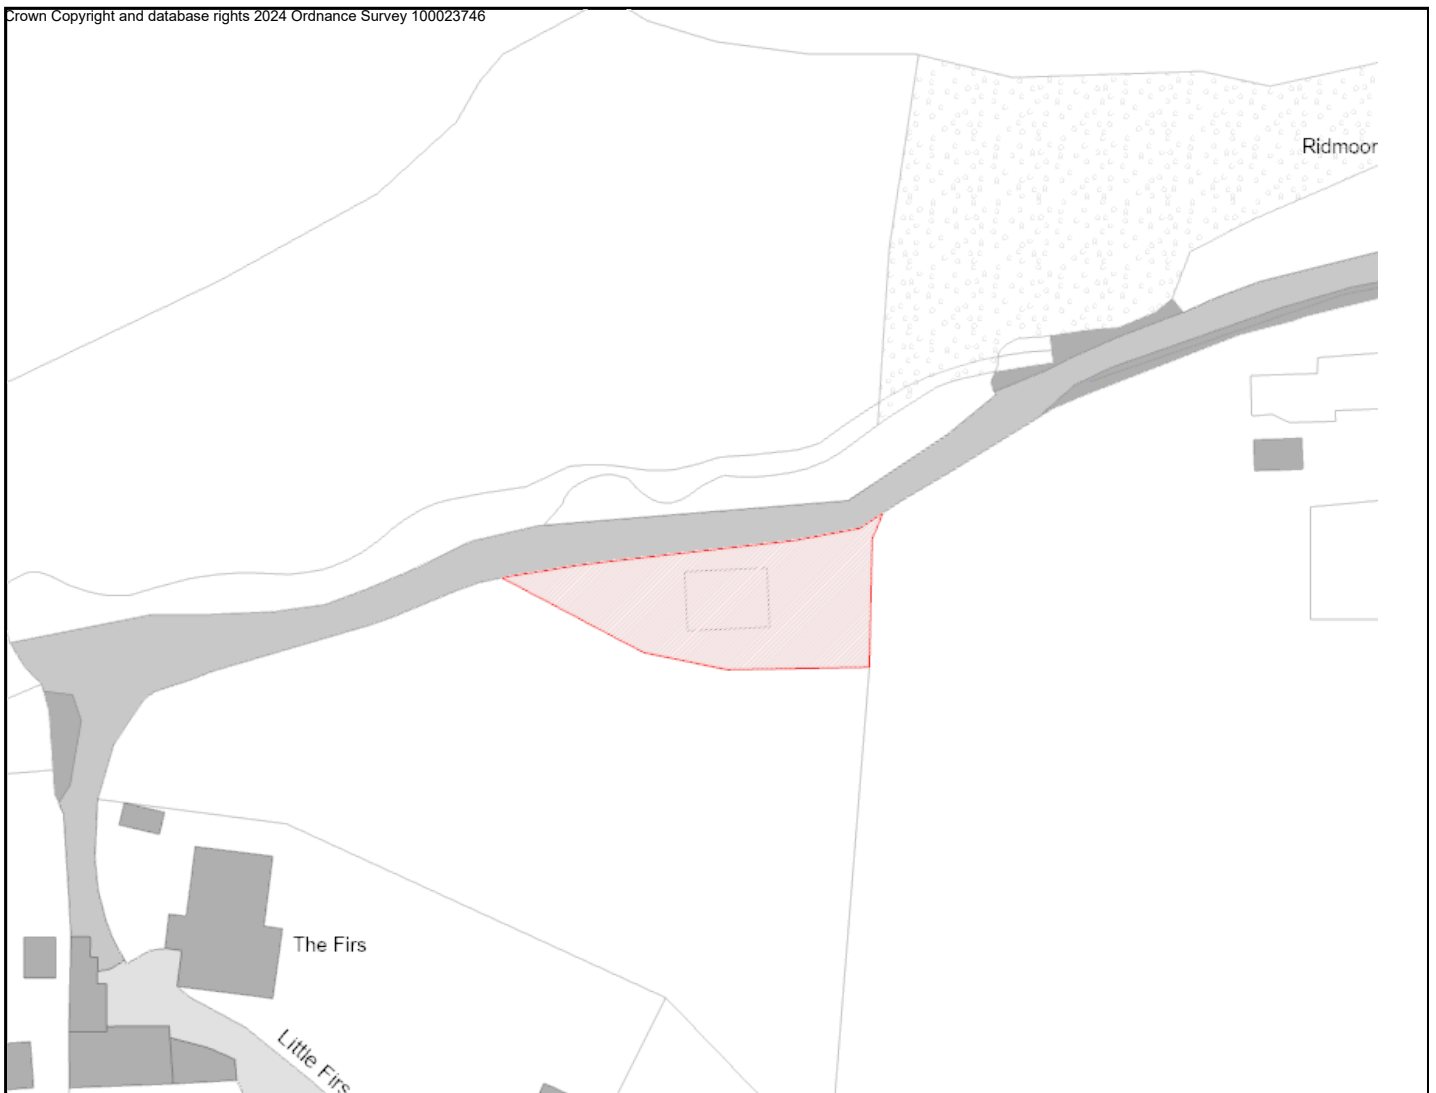 Crown Copyright and database rights 2024 Ordnance Survey 100023746
Ridmoor
The Firs
Little Firs